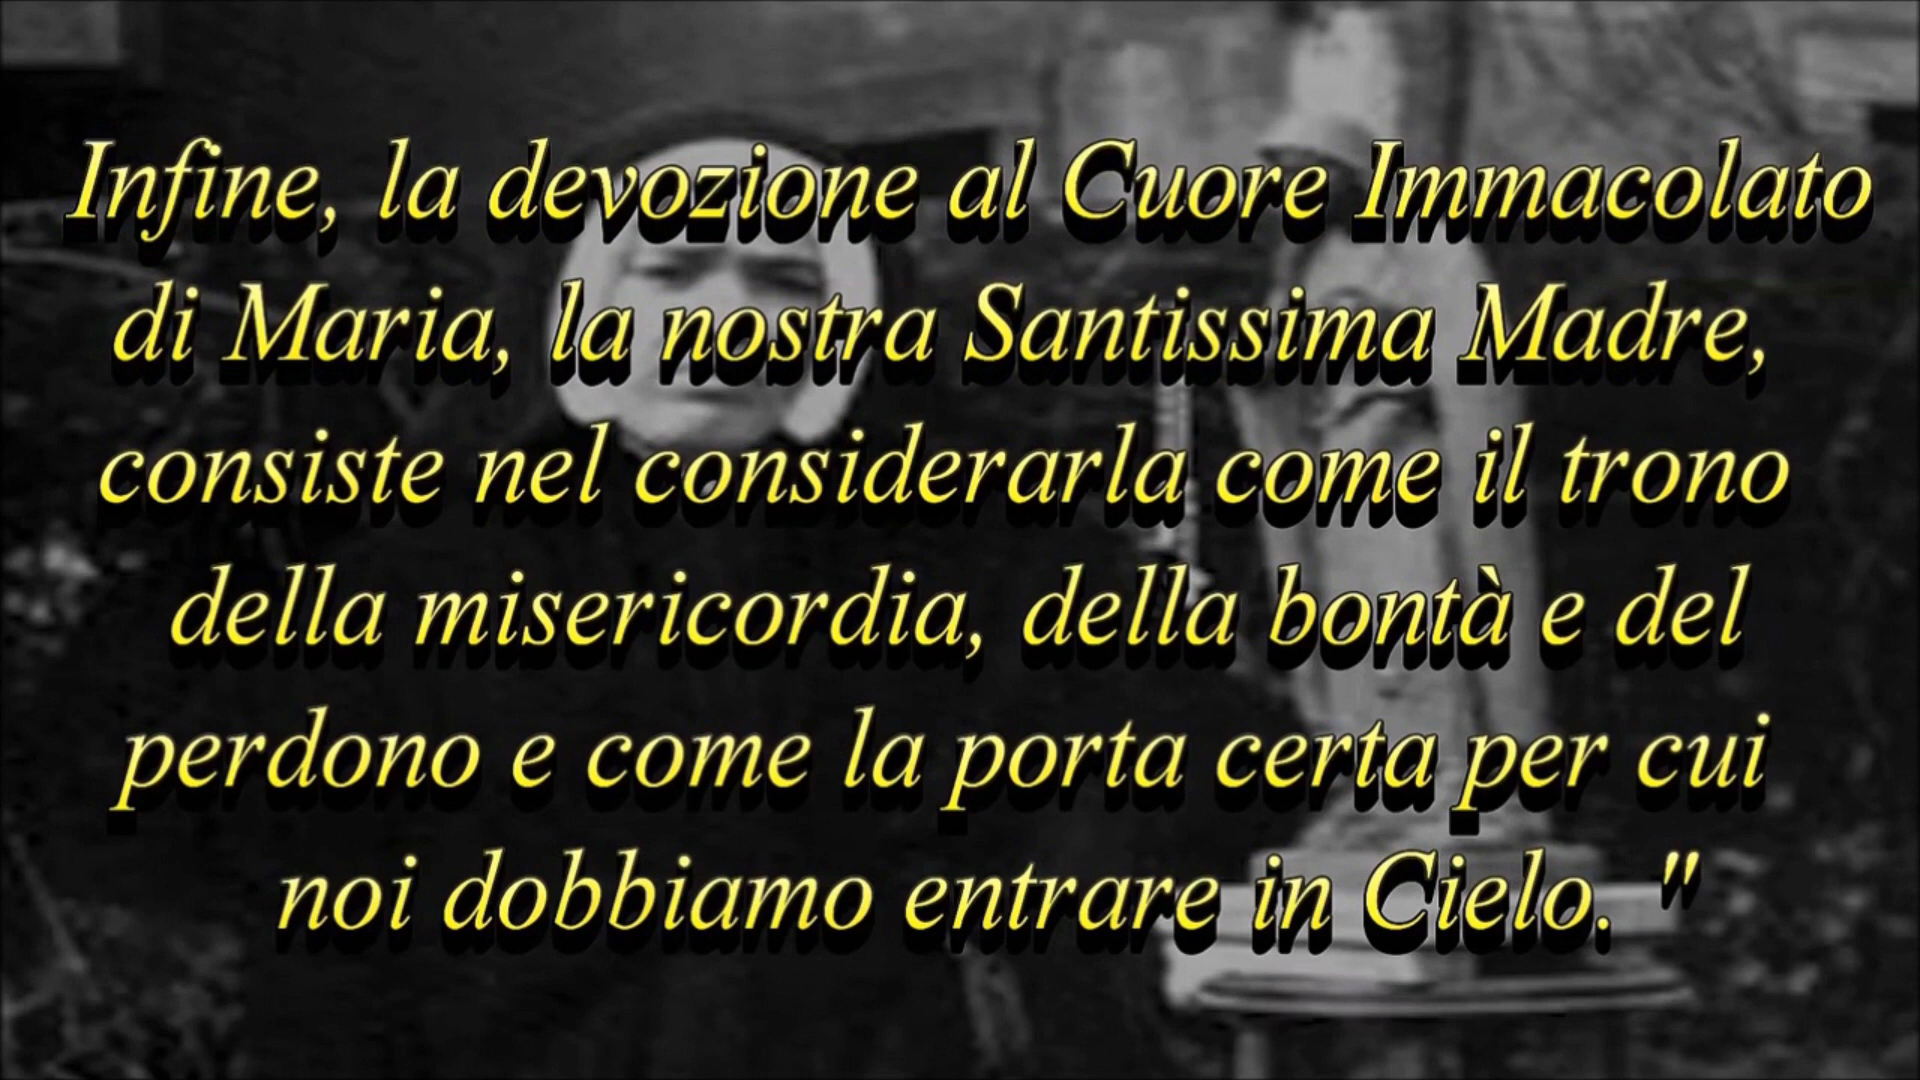 Infine, la devozione al Cuore Immacolato
di Maria, la nostra Santissima Madre,
consiste nel considerarla come il trono
della misericordia, della bontà e del
perdono e come la porta certa per cui
noi dobbiamo entrare in Cielo. "